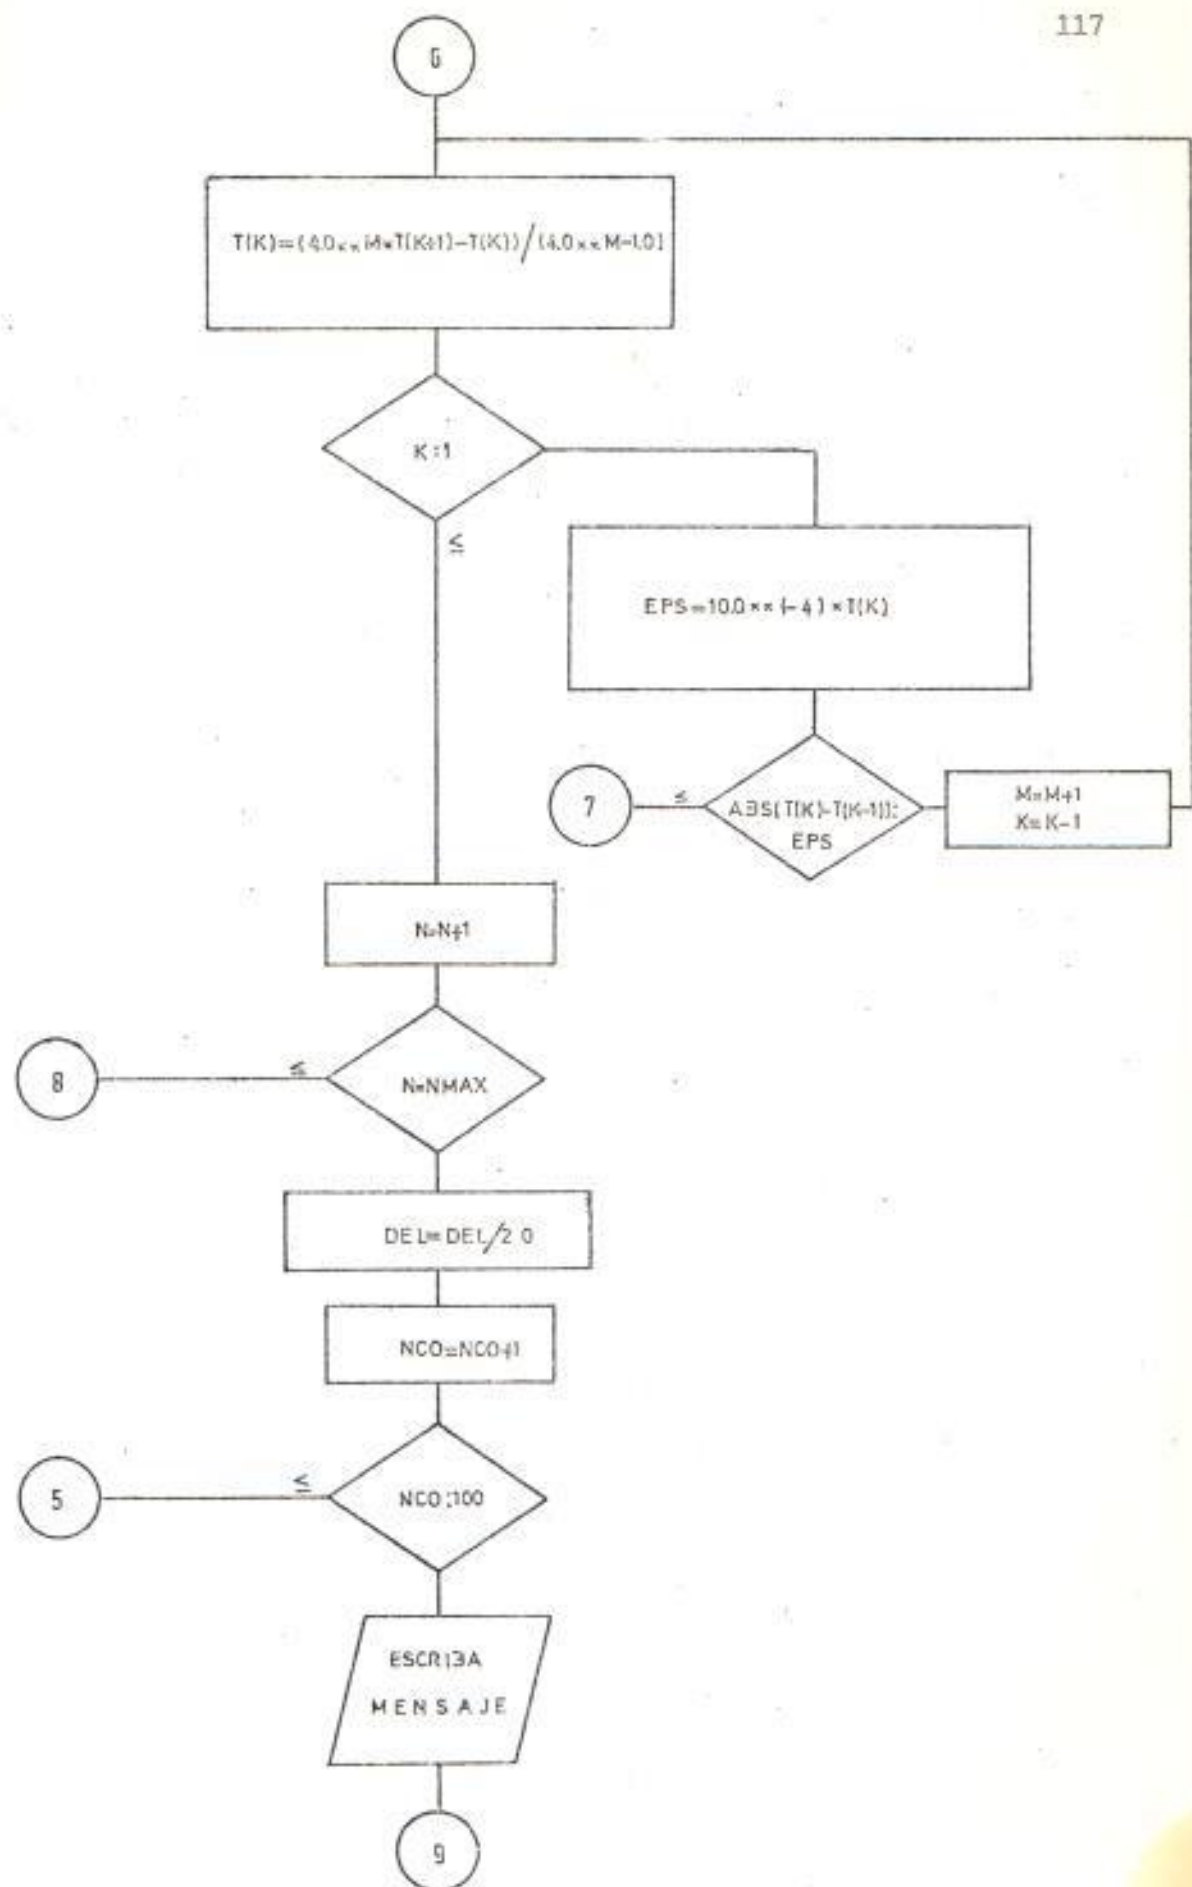 117
6
T(K)=(4.0**M*T(K+1)-T(K))/(4.0**M-1.0)
K:1
≤
EPS=10.0**(-4)*T(K)
7
≤
ABS(T(K)-T(K-1)):
EPS
M=M+1
K=K-1
N=N+1
8
≤
N=NMAX
DEL=DEL/2.0
NCO=NCO+1
5
≤
NCO:100
ESCRIBA
MENSAJE
9